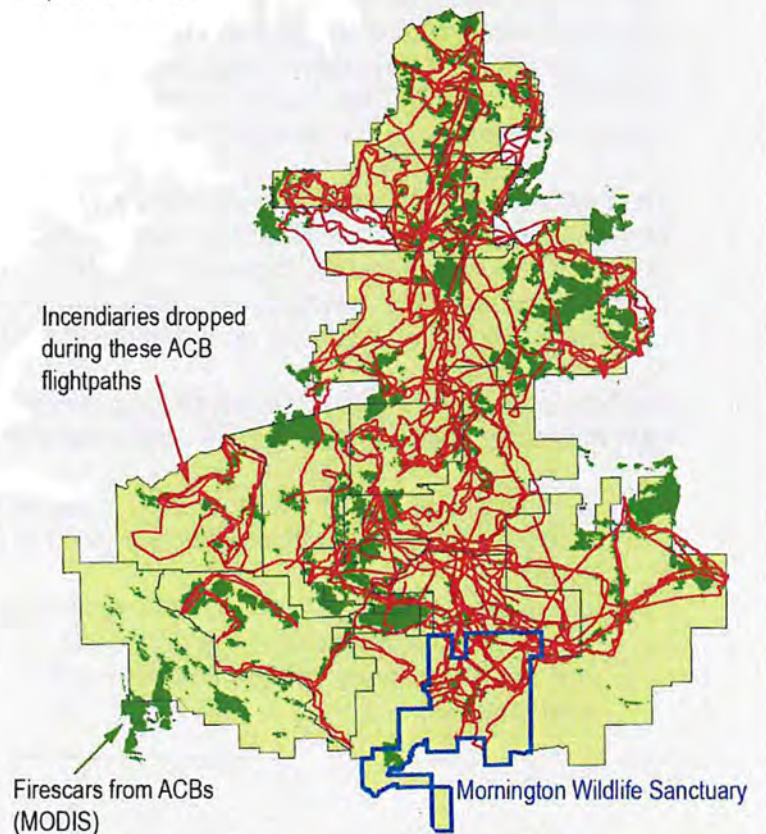 Incendiaries dropped
during these ACB
flightpaths
Firescars from ACBs
(MODIS)
Mornington Wildlife Sanctuary